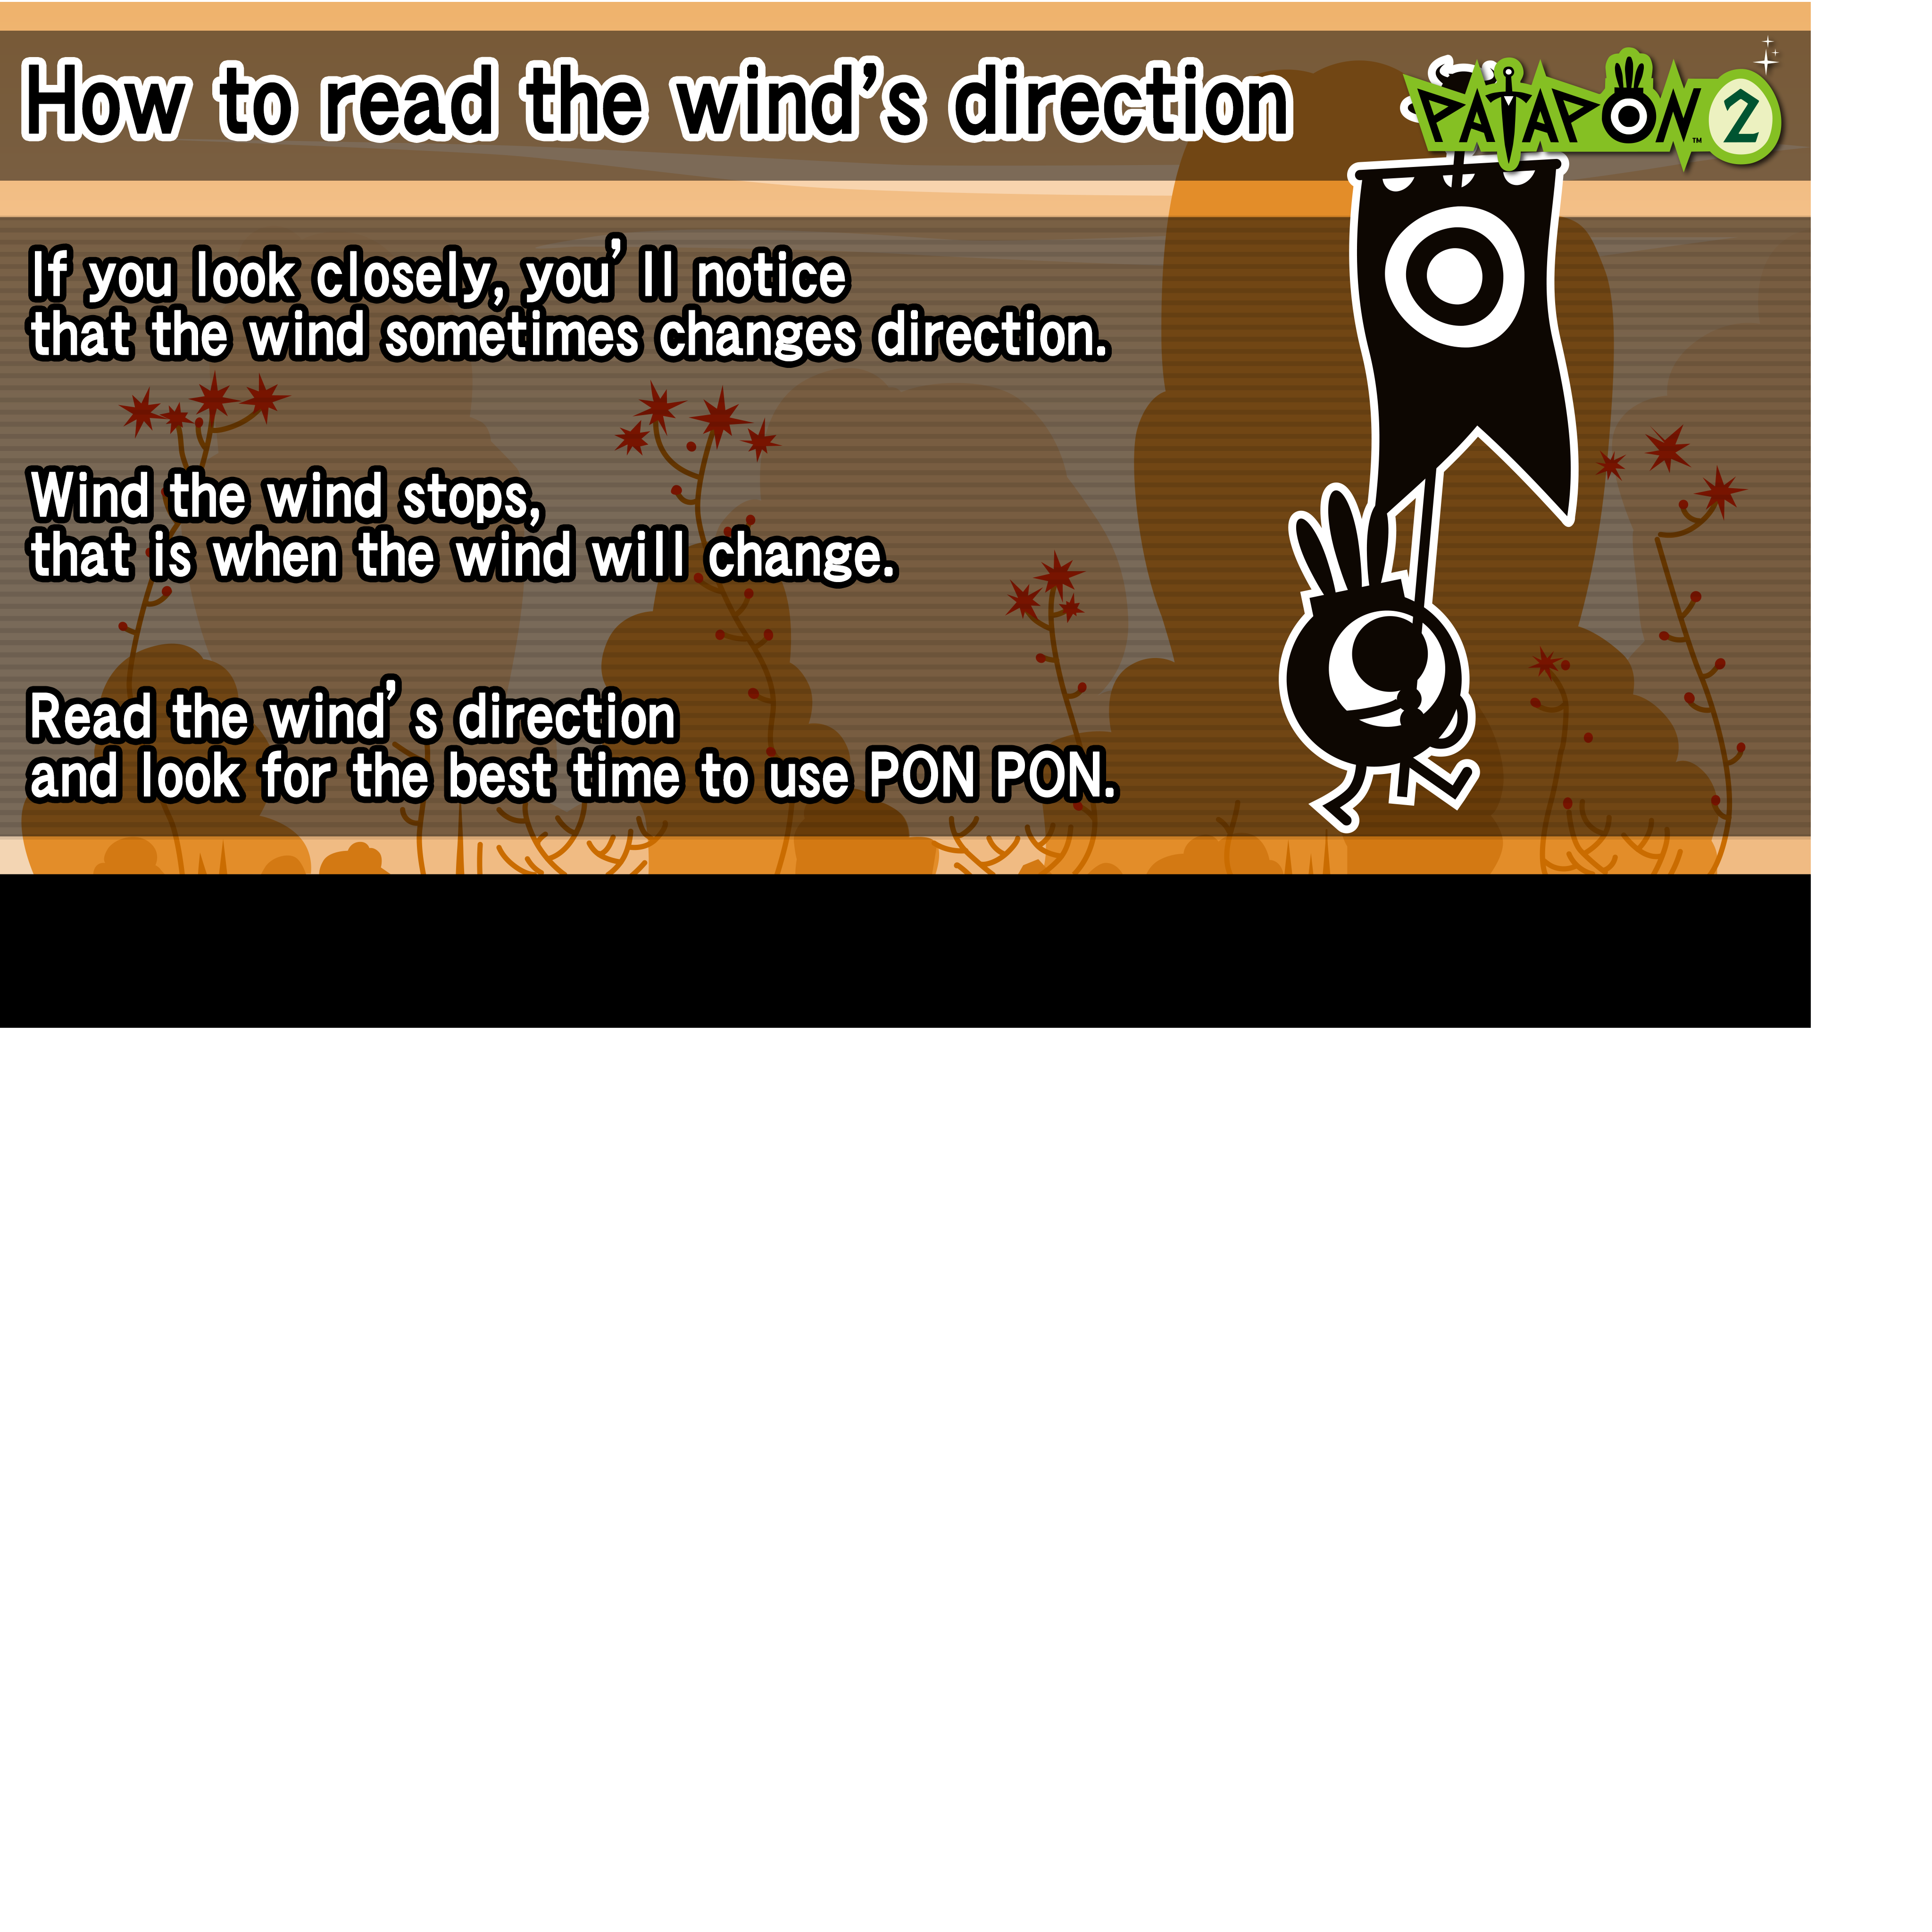 How to read the wind's direction
PATAPON 2
TM
If you look closely, you'll notice
that the wind sometimes changes direction.
Wind the wind stops,
that is when the wind will change.
Read the wind's direction
and look for the best time to use PON PON.